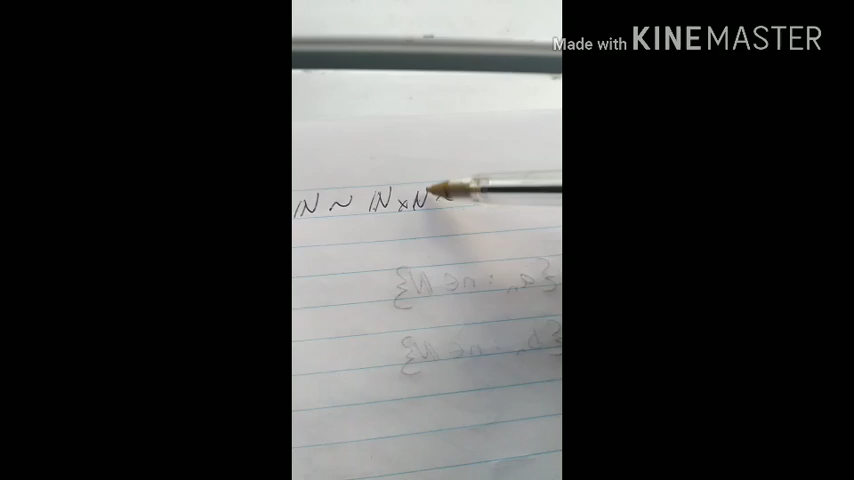 Made with KINEMASTER
ℕ ~ ℕ × ℕ ~
{aₙ : n ∈ ℕ}
{bₙ : n ∈ ℕ}